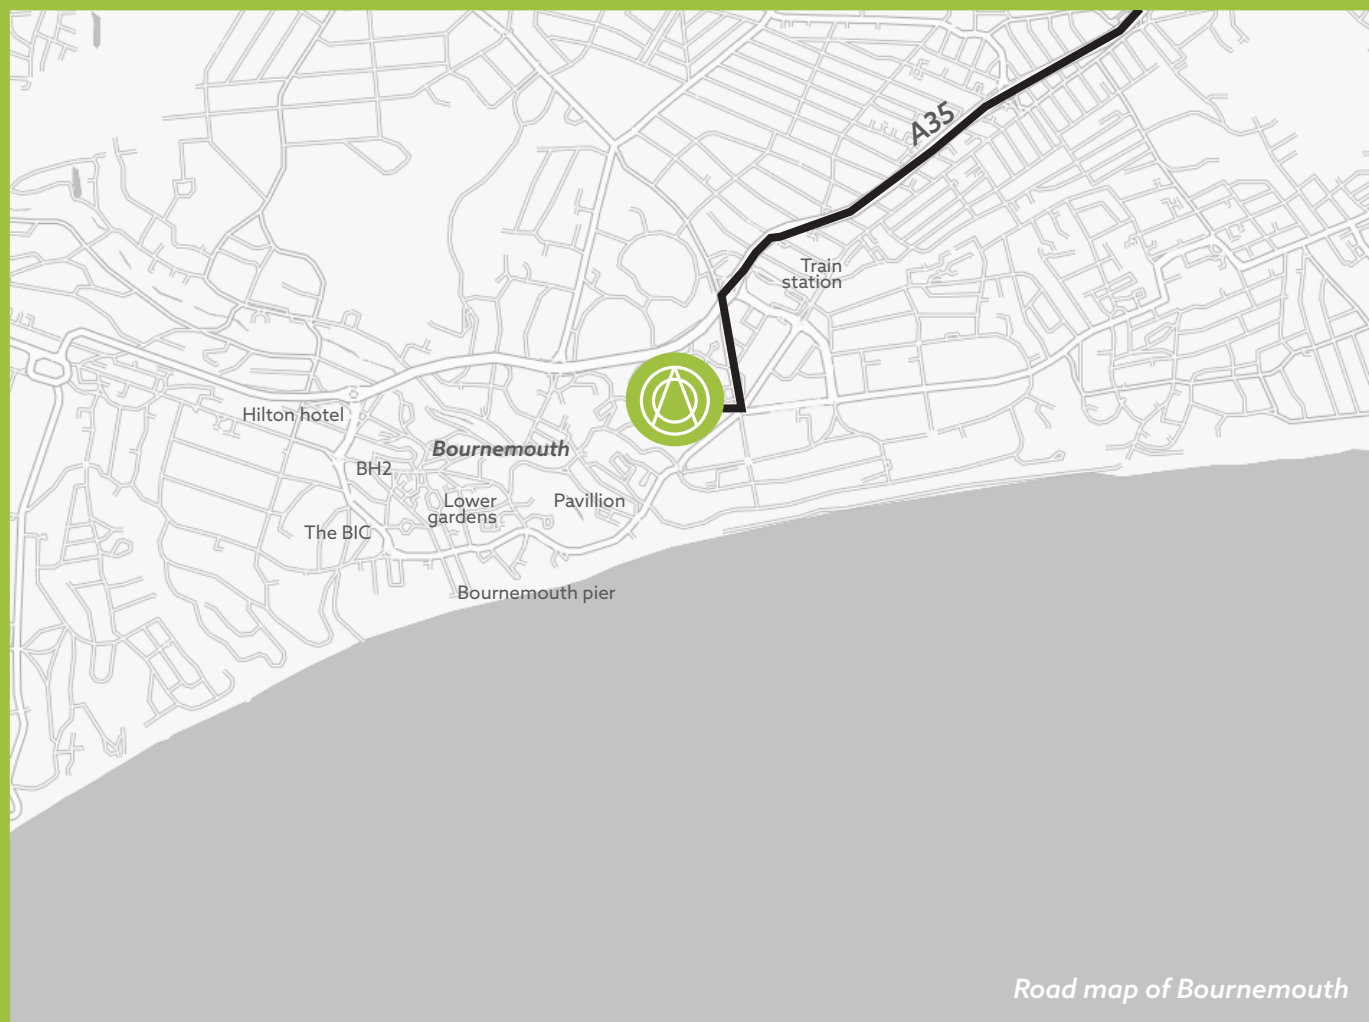 A35
Train
station
Hilton hotel
Bournemouth
BH2
Lower
gardens
Pavillion
The BIC
Bournemouth pier
Road map of Bournemouth